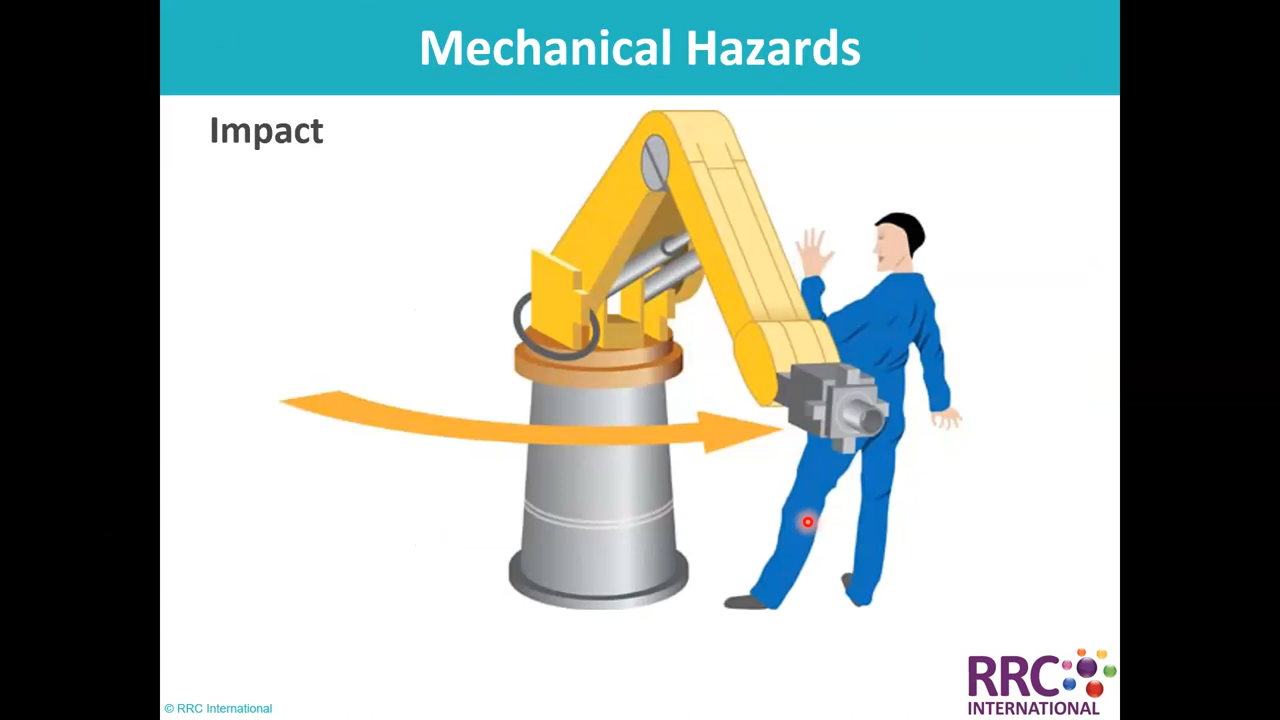 Mechanical Hazards
Impact
RRC
INTERNATIONAL
© RRC International